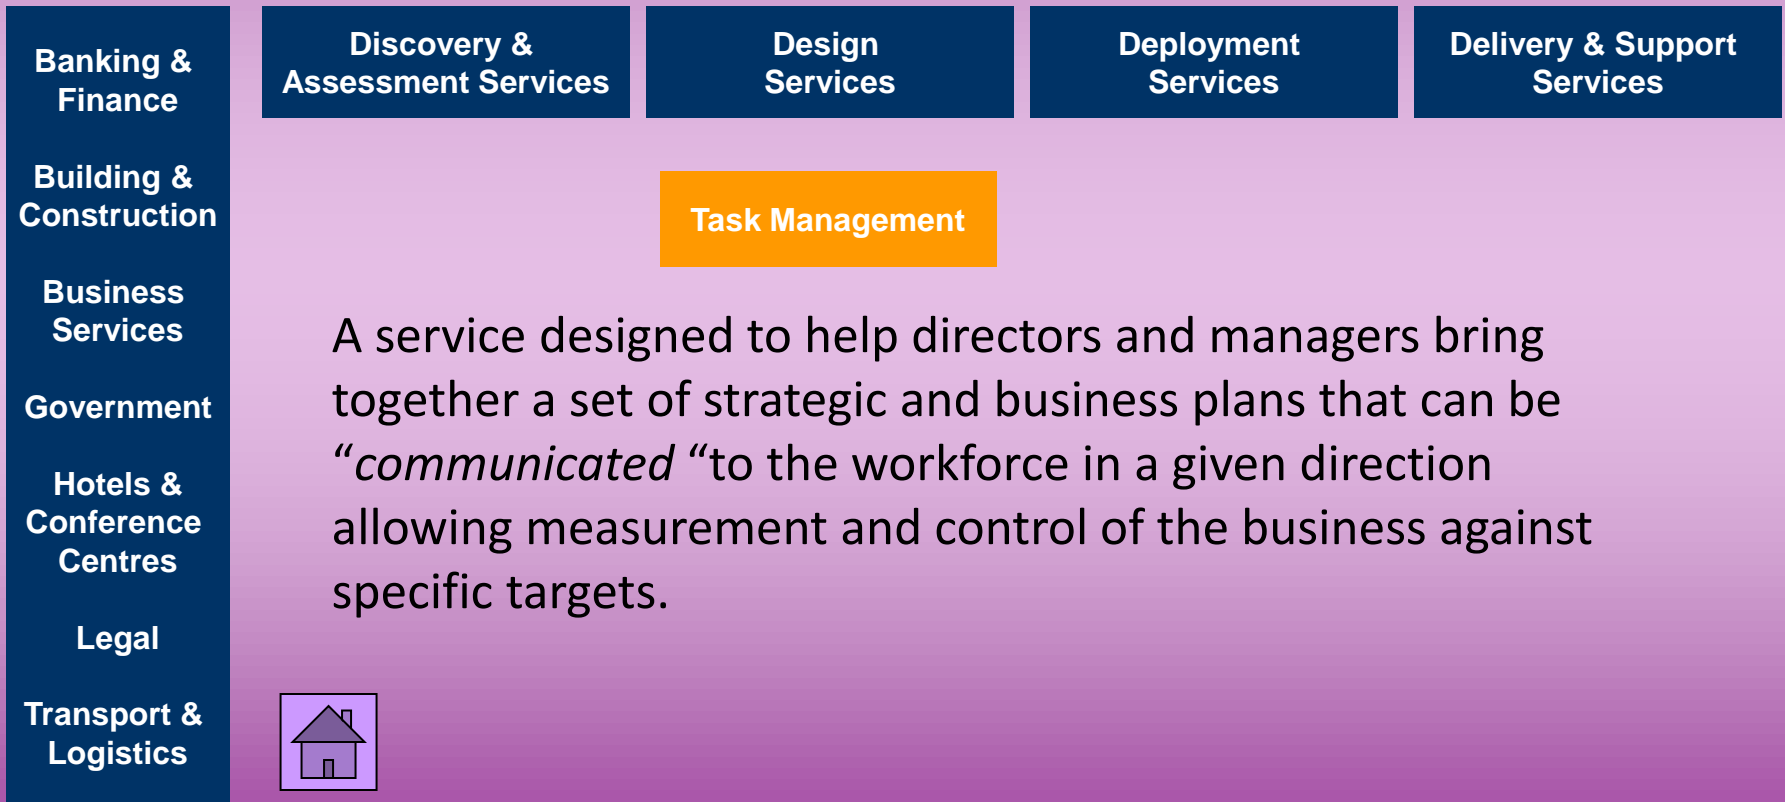 Banking &
Finance
Building &
Construction
Business
Services
Government
Hotels &
Conference
Centres
Legal
Transport &
Logistics
Discovery &
Assessment Services
Design
Services
Deployment
Services
Delivery & Support
Services
Task Management
A service designed to help directors and managers bring
together a set of strategic and business plans that can be
“communicated “to the workforce in a given direction
allowing measurement and control of the business against
specific targets.